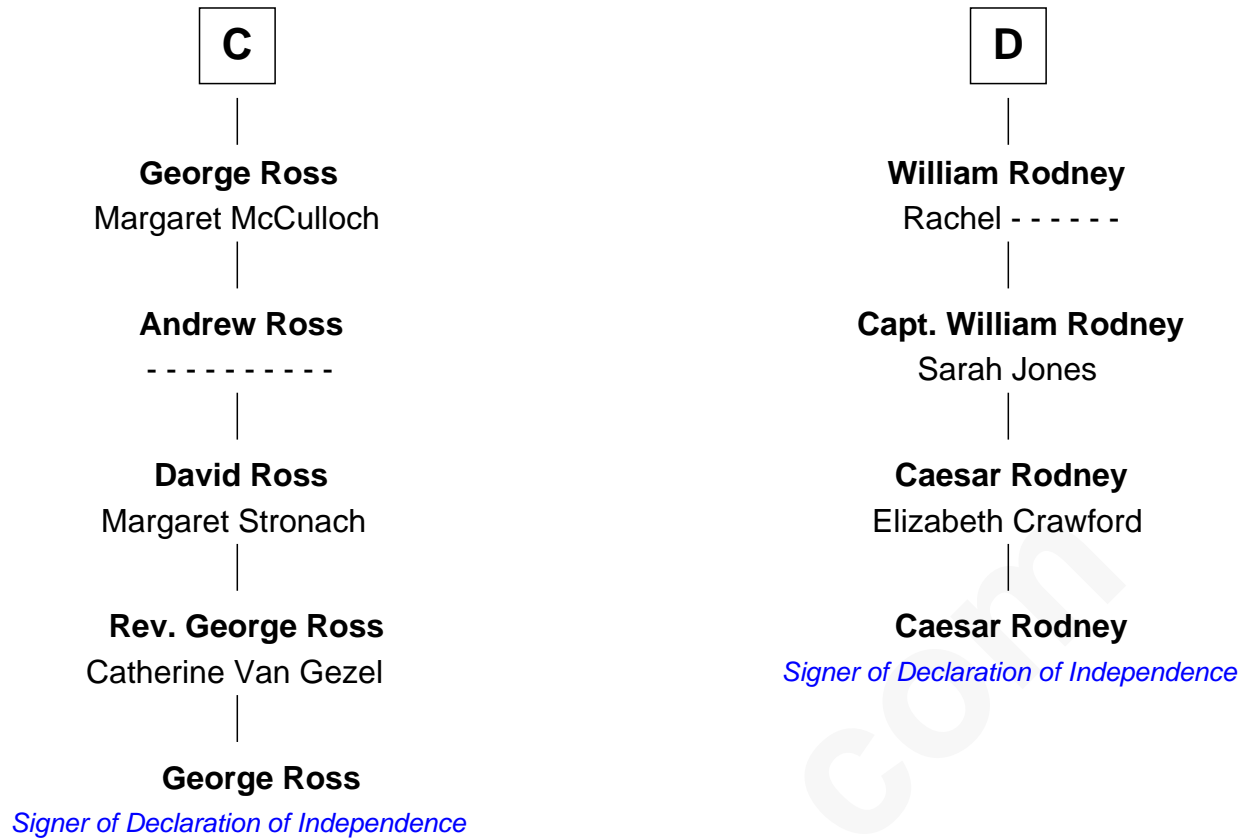 C
George Ross
Margaret McCulloch
Andrew Ross
- - - - - - - - - -
David Ross
Margaret Stronach
Rev. George Ross
Catherine Van Gezel
George Ross
Signer of Declaration of Independence
D
William Rodney
Rachel - - - - - -
Capt. William Rodney
Sarah Jones
Caesar Rodney
Elizabeth Crawford
Caesar Rodney
Signer of Declaration of Independence
com